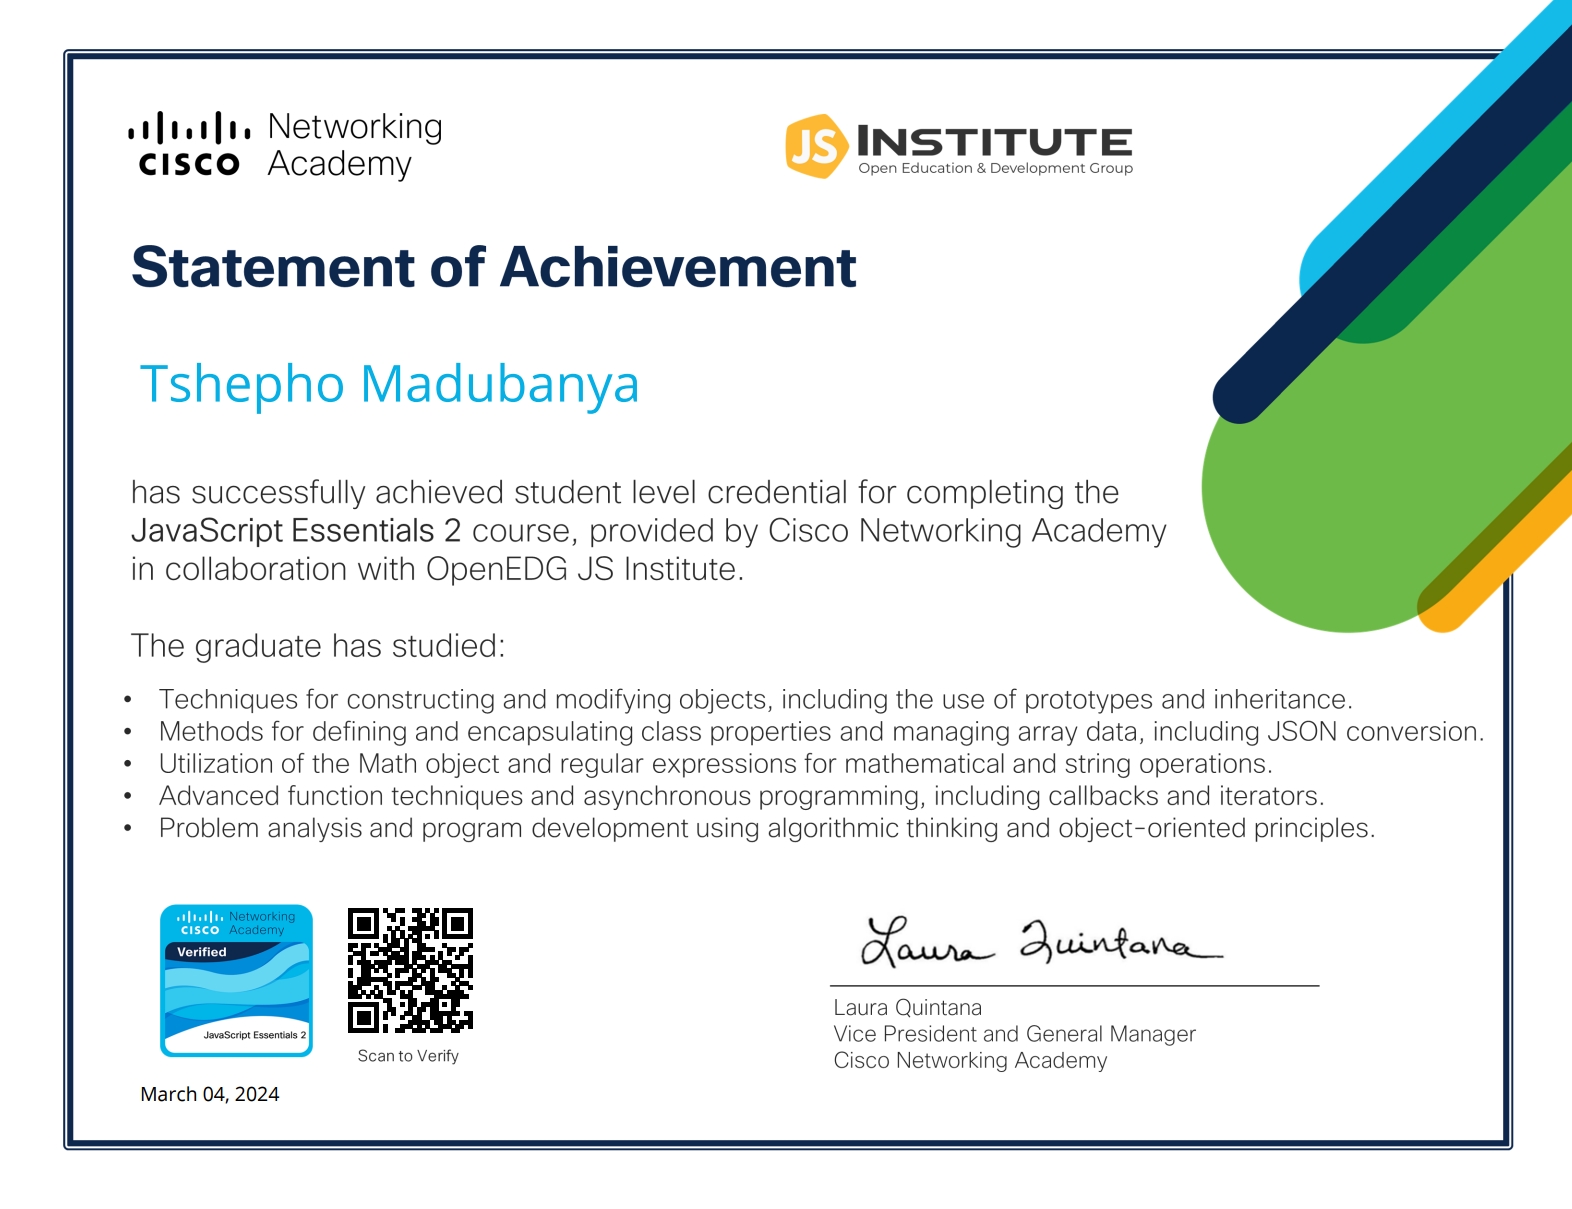 CISCO Networking
Academy
JS INSTITUTE
Open Education & Development Group
Statement of Achievement
Tshepho Madubanya
has successfully achieved student level credential for completing the
JavaScript Essentials 2 course, provided by Cisco Networking Academy
in collaboration with OpenEDG JS Institute.
The graduate has studied:
• Techniques for constructing and modifying objects, including the use of prototypes and inheritance.
• Methods for defining and encapsulating class properties and managing array data, including JSON conversion.
• Utilization of the Math object and regular expressions for mathematical and string operations.
• Advanced function techniques and asynchronous programming, including callbacks and iterators.
• Problem analysis and program development using algorithmic thinking and object-oriented principles.
CISCO Networking
Academy
Verified
JavaScript Essentials 2
Scan to Verify
March 04, 2024
Laura Quintana
Laura Quintana
Vice President and General Manager
Cisco Networking Academy